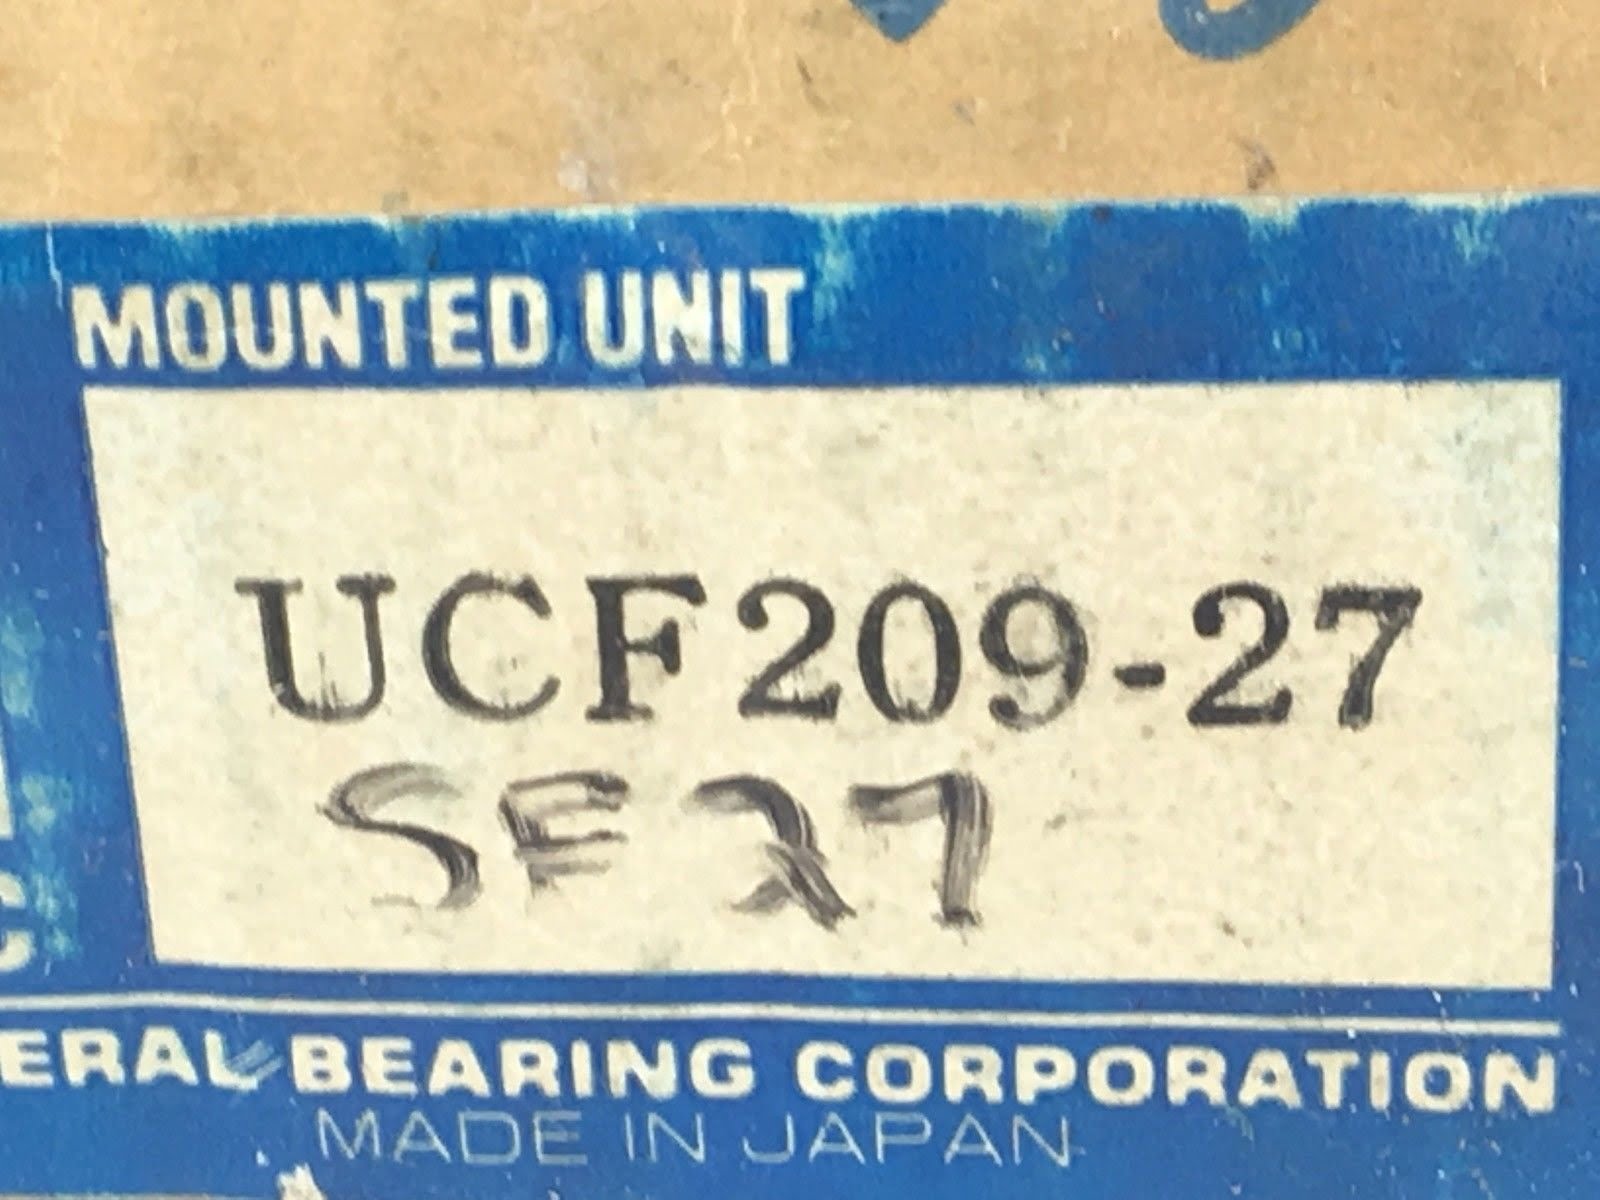 MOUNTED UNIT
UCF209-27
SF27
ERAL BEARING CORPORATION
MADE IN JAPAN